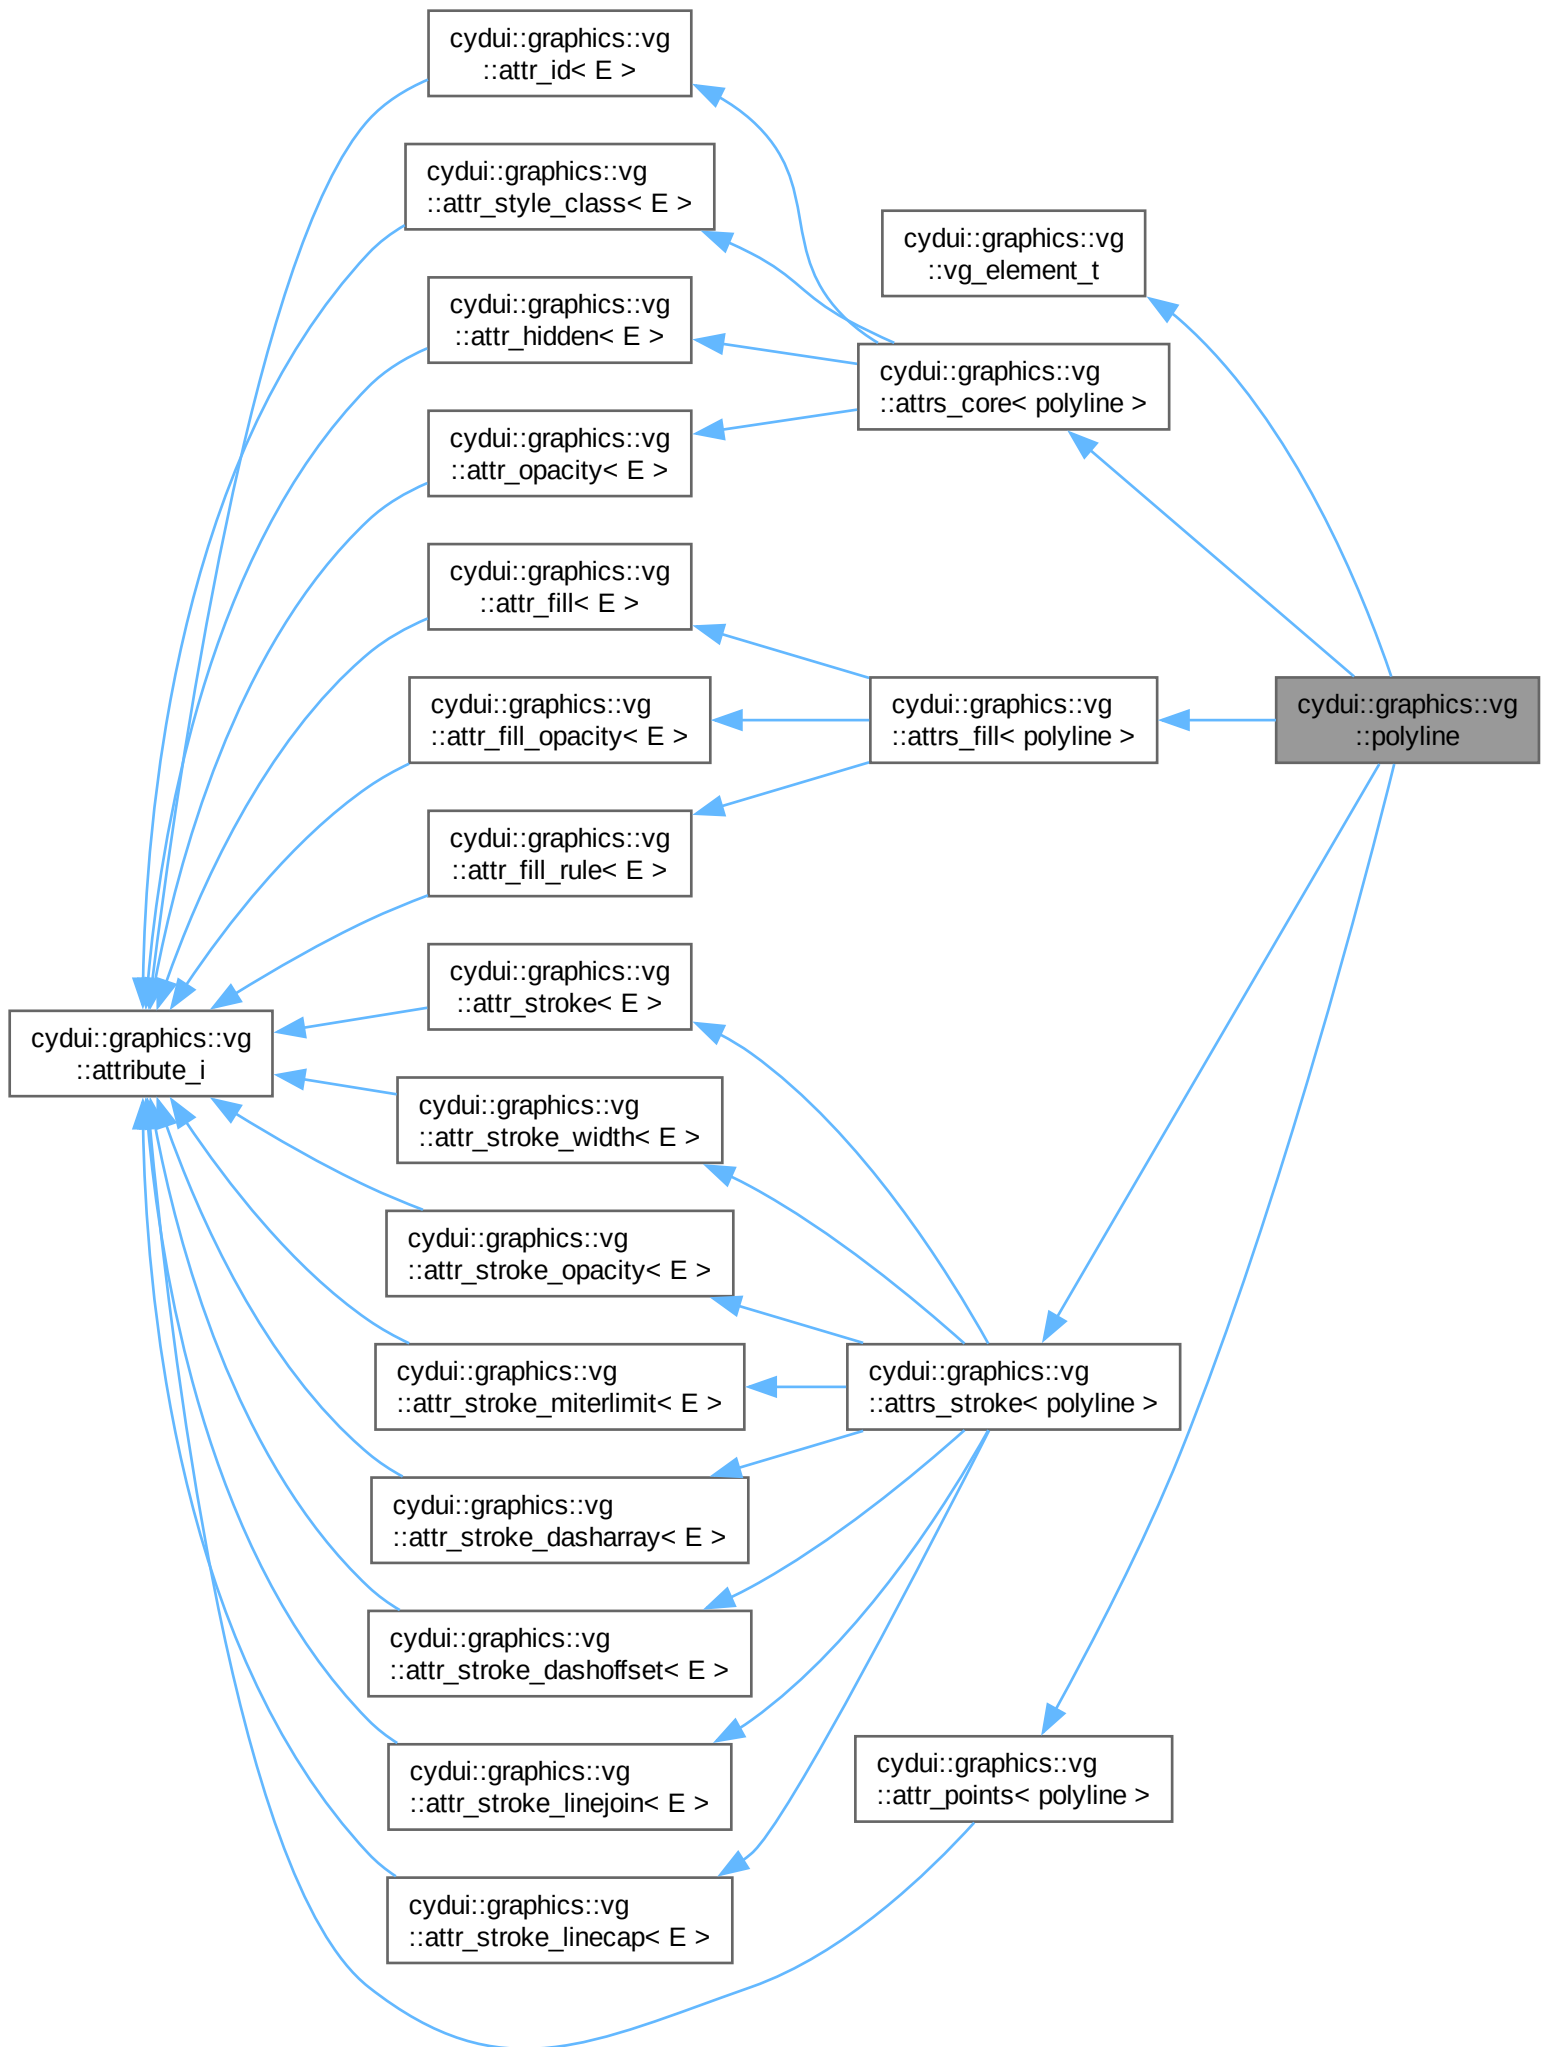 cydui::graphics::vg
::attr_id< E >
cydui::graphics::vg
::attr_style_class< E >
cydui::graphics::vg
::vg_element_t
cydui::graphics::vg
::attr_hidden< E >
cydui::graphics::vg
::attrs_core< polyline >
cydui::graphics::vg
::attr_opacity< E >
cydui::graphics::vg
::attr_fill< E >
cydui::graphics::vg
::attr_fill_opacity< E >
cydui::graphics::vg
::attrs_fill< polyline >
cydui::graphics::vg
::polyline
cydui::graphics::vg
::attr_fill_rule< E >
cydui::graphics::vg
::attr_stroke< E >
cydui::graphics::vg
::attribute_i
cydui::graphics::vg
::attr_stroke_width< E >
cydui::graphics::vg
::attr_stroke_opacity< E >
cydui::graphics::vg
::attr_stroke_miterlimit< E >
cydui::graphics::vg
::attrs_stroke< polyline >
cydui::graphics::vg
::attr_stroke_dasharray< E >
cydui::graphics::vg
::attr_stroke_dashoffset< E >
cydui::graphics::vg
::attr_stroke_linejoin< E >
cydui::graphics::vg
::attr_points< polyline >
cydui::graphics::vg
::attr_stroke_linecap< E >